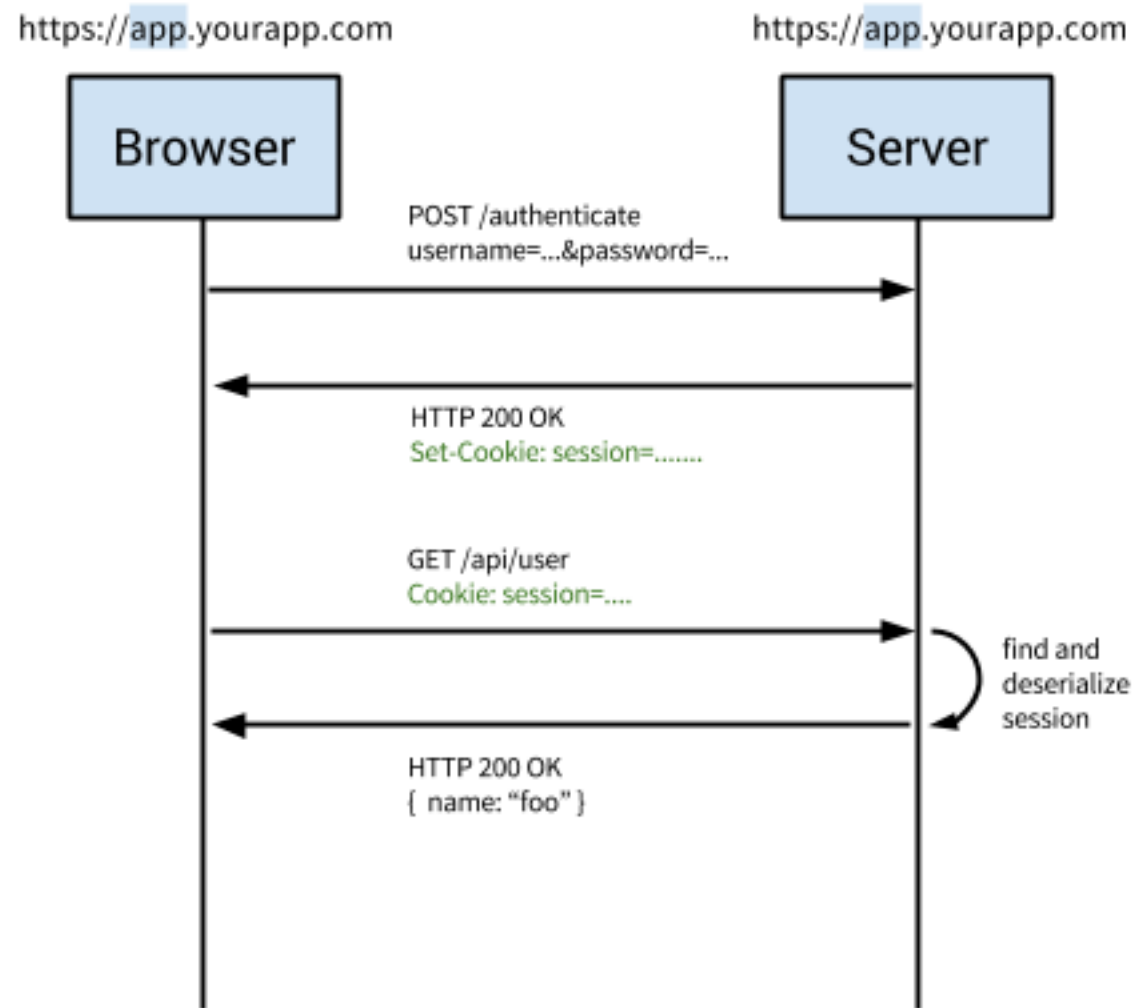 https://app.yourapp.com
https://app.yourapp.com
Browser
Server
POST /authenticate
username=...&password=...
HTTP 200 OK
Set-Cookie: session=.......
GET /api/user
Cookie: session=....
find and
deserialize
session
HTTP 200 OK
{ name: “foo” }